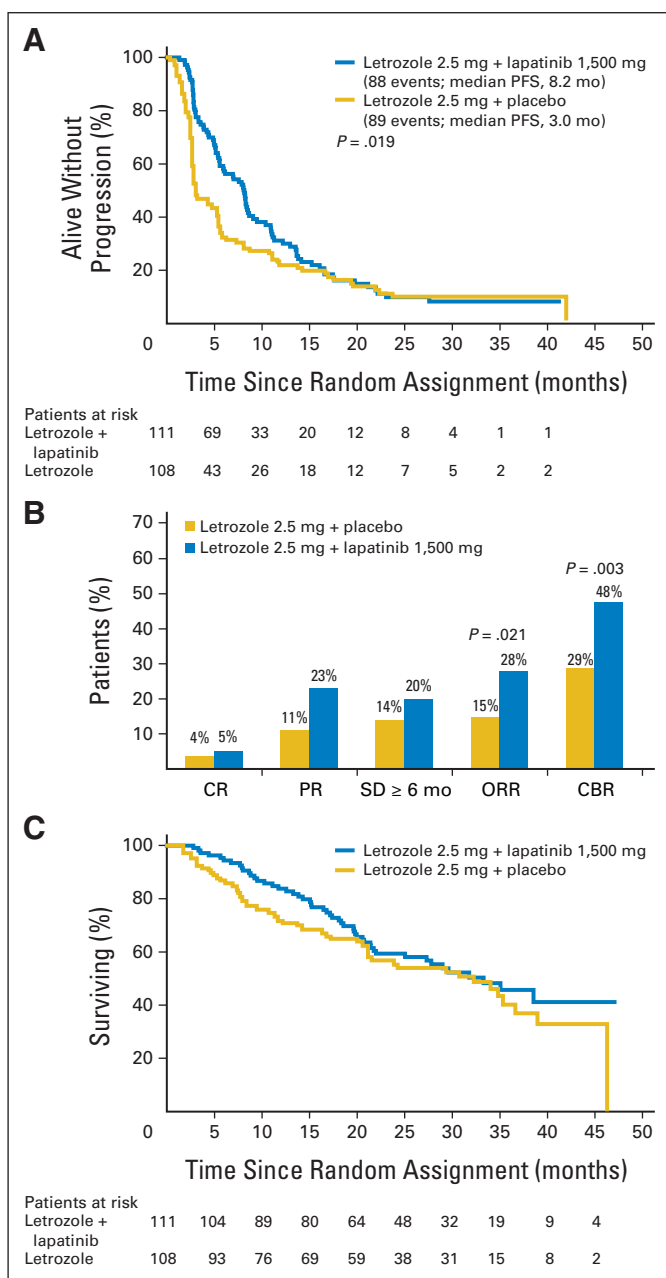 A
100
80
60
40
20
Alive Without
Progression (%)
Letrozole 2.5 mg + lapatinib 1,500 mg
(88 events; median PFS, 8.2 mo)
Letrozole 2.5 mg + placebo
(89 events; median PFS, 3.0 mo)
P = .019
0 5 10 15 20 25 30 35 40 45 50
Time Since Random Assignment (months)
Patients at risk
Letrozole +
lapatinib
111 69 33 20 12 8 4 1 1
Letrozole 108 43 26 18 12 7 5 2 2
B
70
60
50
40
30
20
10
Patients (%)
Letrozole 2.5 mg + placebo
Letrozole 2.5 mg + lapatinib 1,500 mg
P = .003
48%
P = .021
23% 20% 28% 29%
4% 5% 11% 14% 15%
CR PR SD ≥ 6 mo ORR CBR
C
100
80
60
40
20
Surviving (%)
Letrozole 2.5 mg + lapatinib 1,500 mg
Letrozole 2.5 mg + placebo
0 5 10 15 20 25 30 35 40 45 50
Time Since Random Assignment (months)
Patients at risk
Letrozole +
lapatinib
111 104 89 80 64 48 32 19 9 4
Letrozole 108 93 76 69 59 38 31 15 8 2